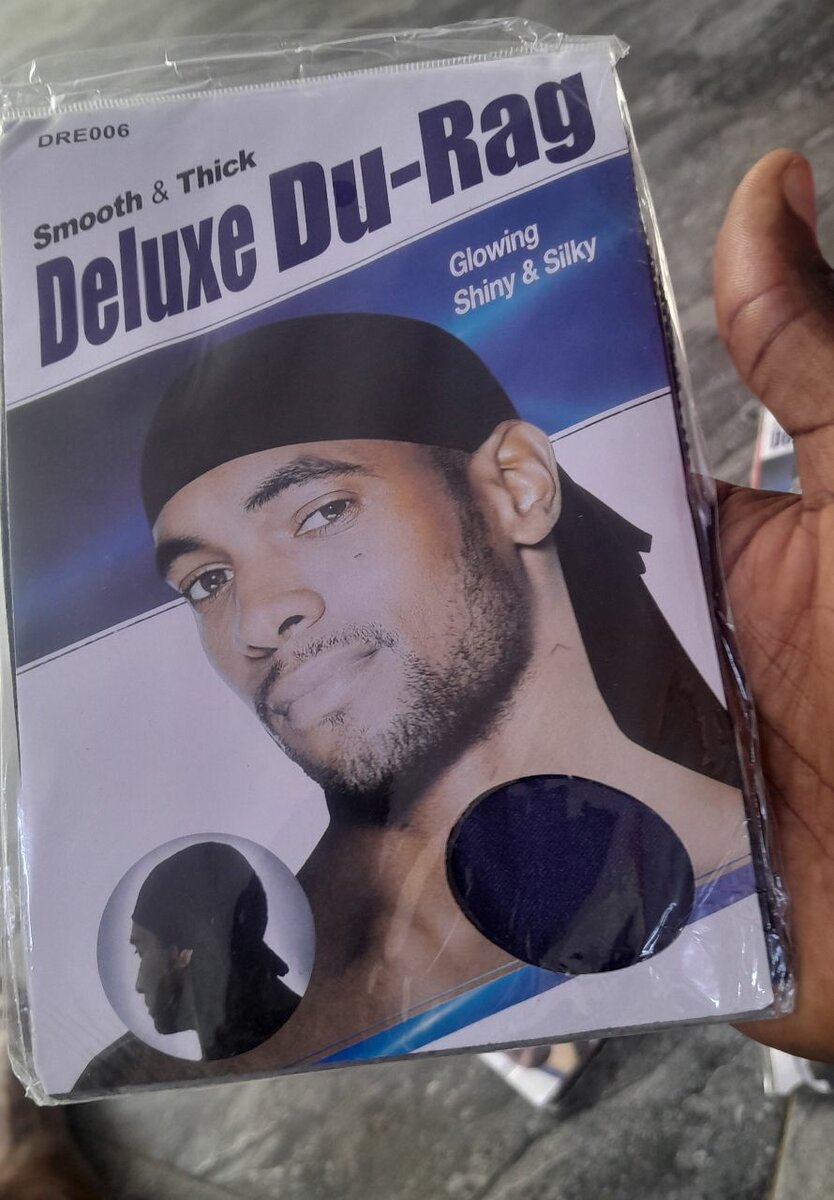 DRE006
Smooth & Thick
Deluxe Du-Rag
Glowing
Shiny & Silky